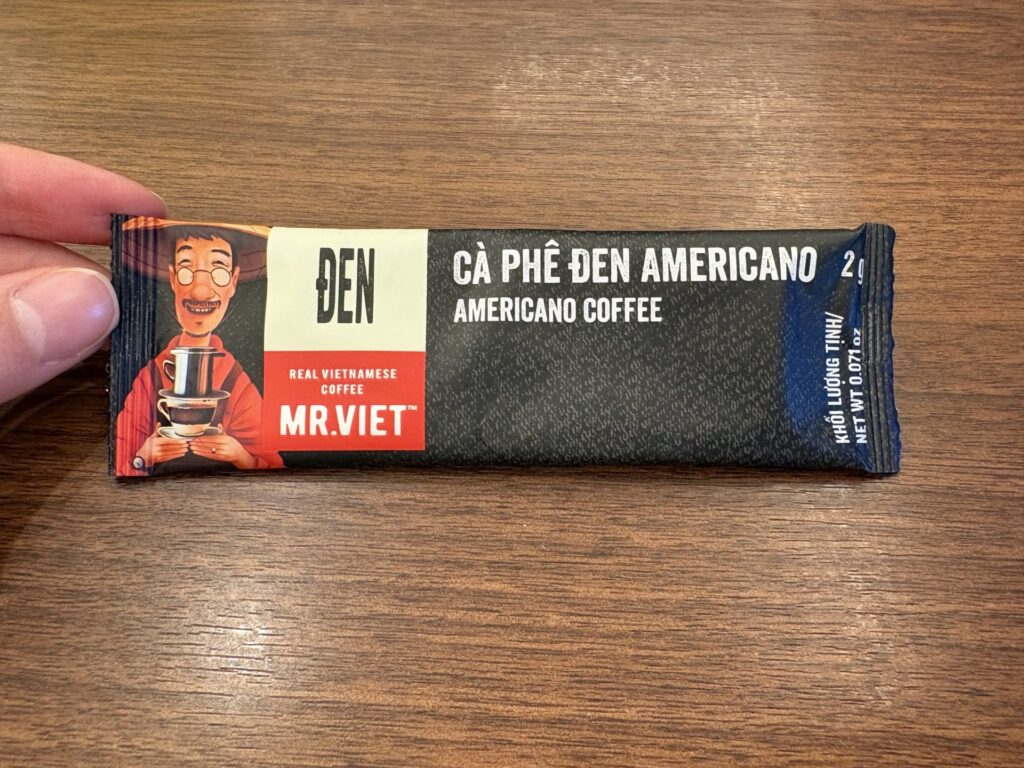 ĐEN
REAL VIETNAMESE
COFFEE
MR.VIET™
CÀ PHÊ ĐEN AMERICANO
AMERICANO COFFEE
2g
KHỐI LƯỢNG TỊNH/
NET WT 0.071 oz